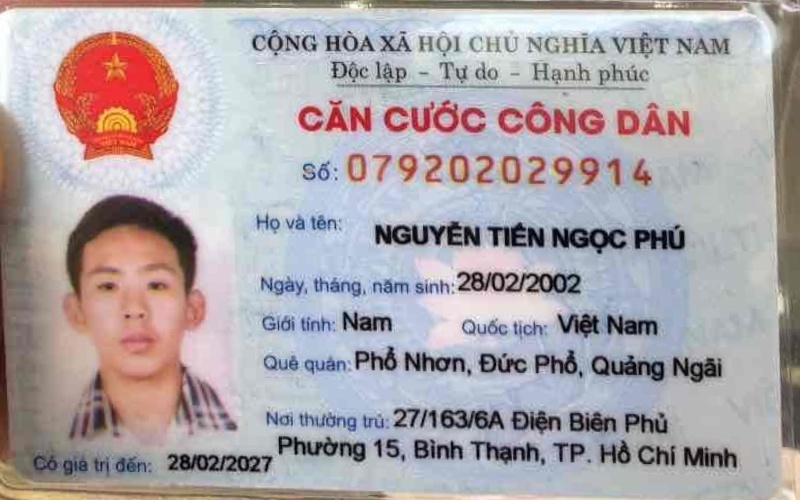 CỘNG HÒA XÃ HỘI CHỦ NGHĨA VIỆT NAM
Độc lập - Tự do - Hạnh phúc
CĂN CƯỚC CÔNG DÂN
Số: 079202029914
Họ và tên: NGUYỄN TIẾN NGỌC PHÚ
Ngày, tháng, năm sinh: 28/02/2002
Giới tính: Nam Quốc tịch: Việt Nam
Quê quán: Phổ Nhơn, Đức Phổ, Quảng Ngãi
Nơi thường trú: 27/163/6A Điện Biên Phủ
Phường 15, Bình Thạnh, TP. Hồ Chí Minh
Có giá trị đến: 28/02/2027